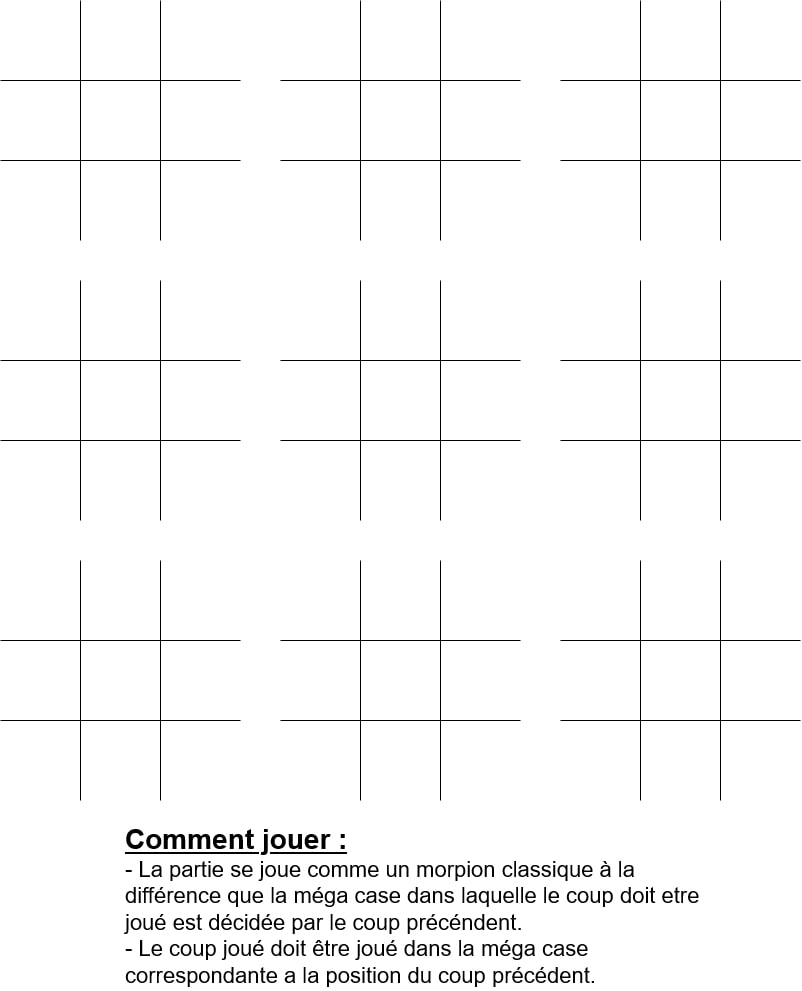 Comment jouer :
- La partie se joue comme un morpion classique à la
différence que la méga case dans laquelle le coup doit etre
joué est décidée par le coup précéndent.
- Le coup joué doit être joué dans la méga case
correspondante a la position du coup précédent.